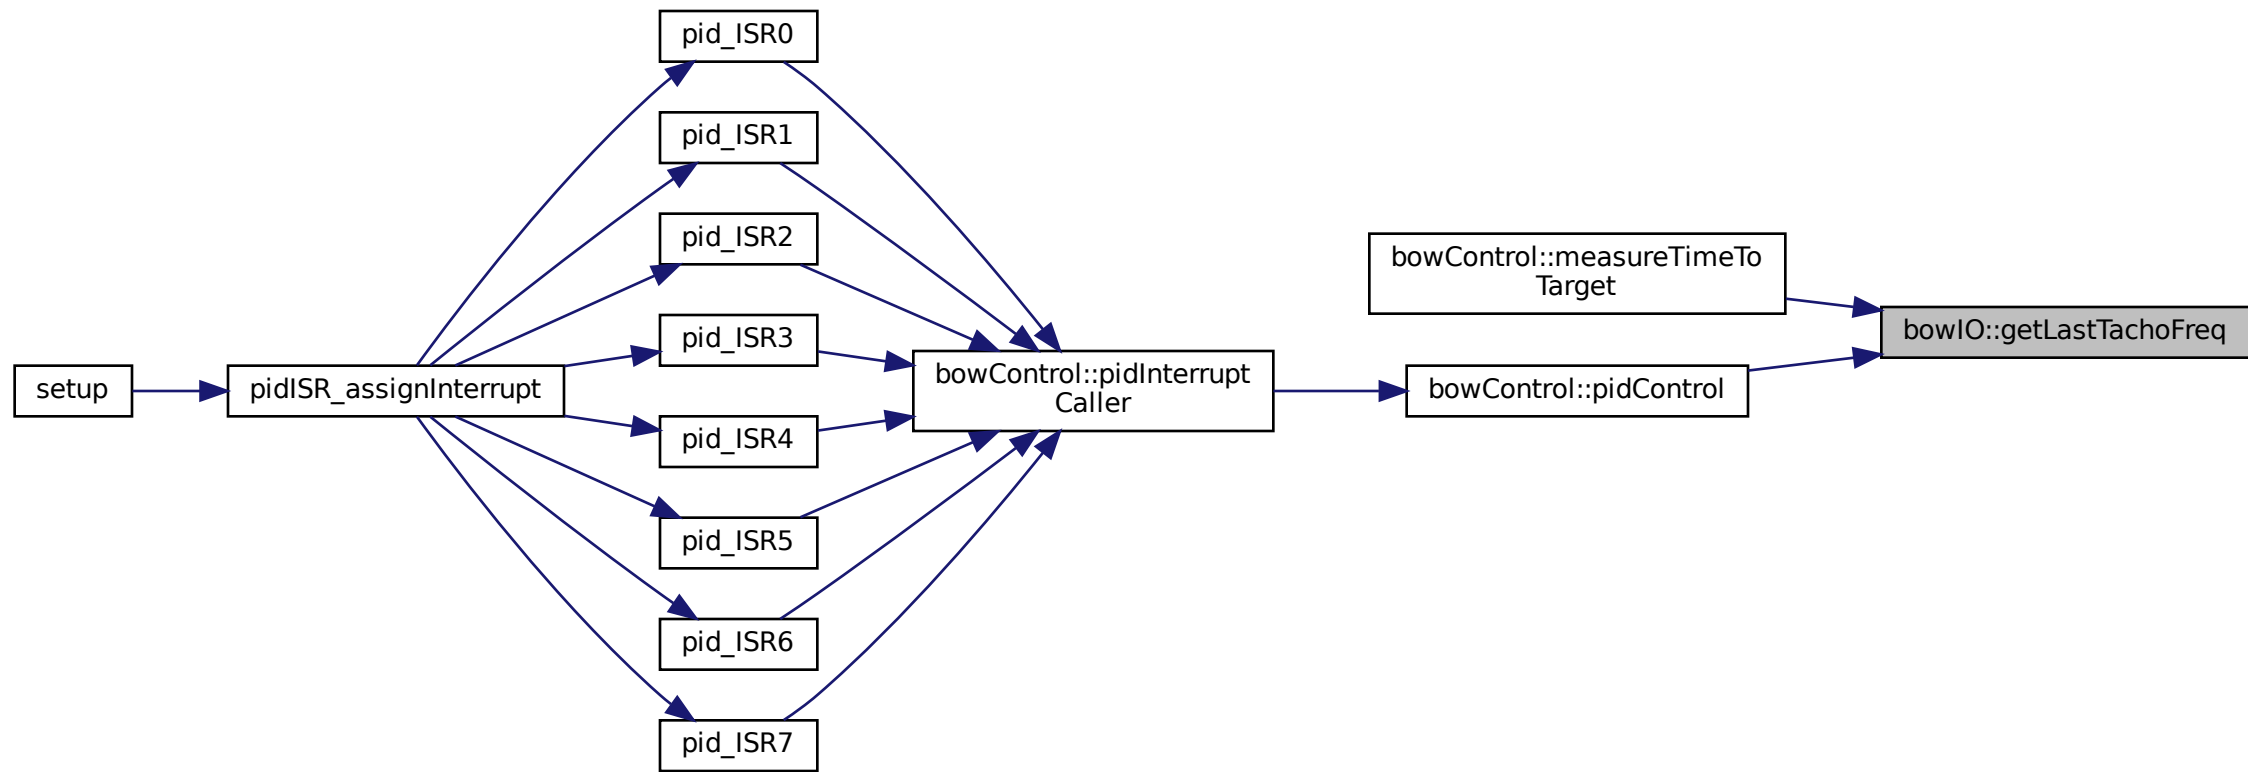 setup
pidISR_assignInterrupt
pid_ISR0
pid_ISR1
pid_ISR2
pid_ISR3
pid_ISR4
pid_ISR5
pid_ISR6
pid_ISR7
bowControl::pidInterrupt
Caller
bowControl::measureTimeTo
Target
bowControl::pidControl
bowIO::getLastTachoFreq